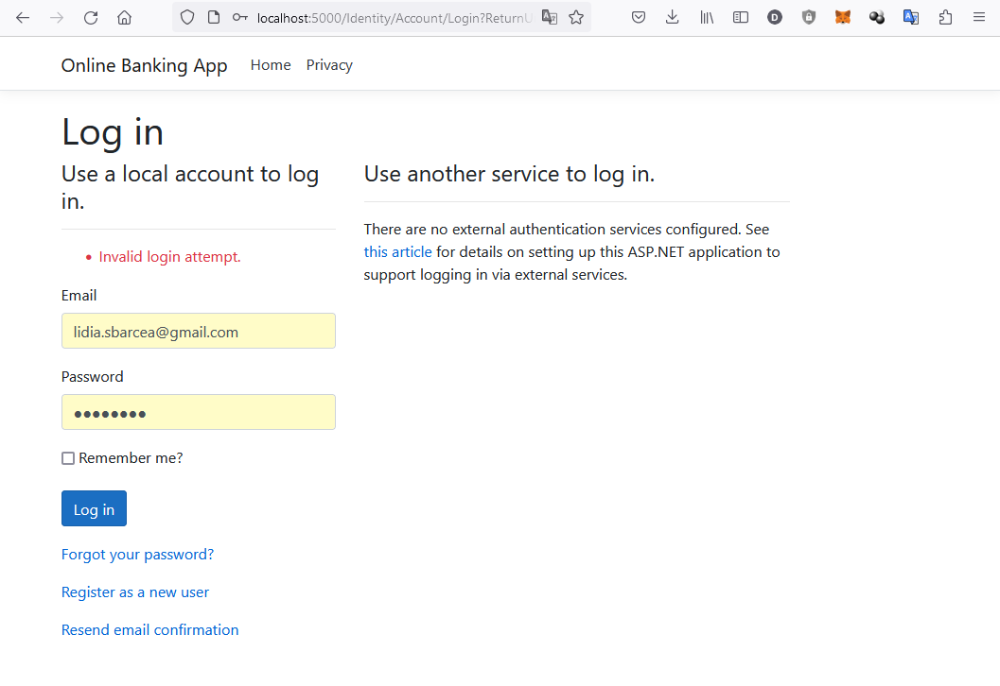 localhost:5000/Identity/Account/Login?ReturnU
D
Online Banking App Home Privacy
Log in
Use a local account to log
in.
Invalid login attempt.
Email
lidia.sbarcea@gmail.com
Password
●●●●●●●●
Remember me?
Log in
Forgot your password?
Register as a new user
Resend email confirmation
Use another service to log in.
There are no external authentication services configured. See
this article for details on setting up this ASP.NET application to
support logging in via external services.